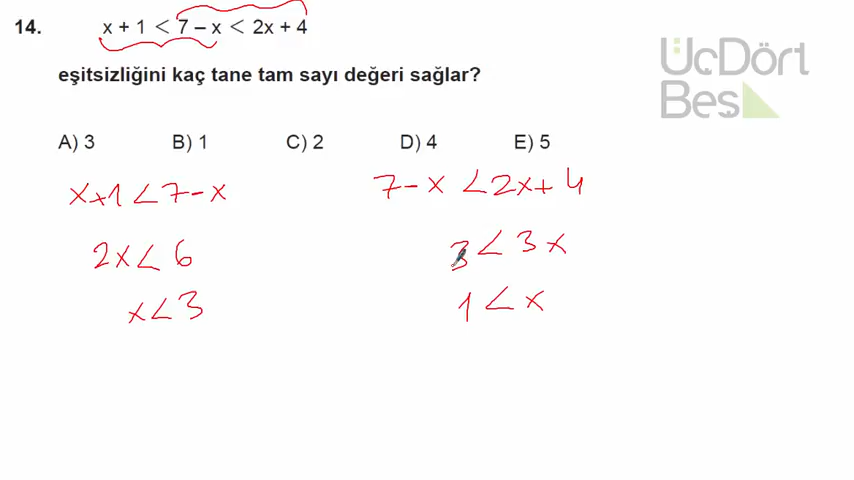 14. x + 1 < 7 – x < 2x + 4
eşitsizliğini kaç tane tam sayı değeri sağlar?
A) 3 B) 1 C) 2 D) 4 E) 5
x+1 < 7 - x 7 - x < 2x + 4
2x < 6 3 < 3x
x < 3 1 < x
ÜçDört
Beş